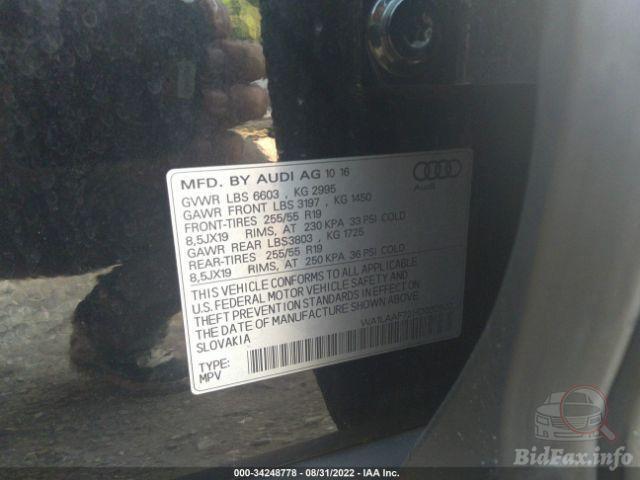 MFD. BY AUDI AG 10 16
Audi
GVWR LBS 6603 , KG 2995
GAWR FRONT LBS 3197 , KG 1450
FRONT-TIRES 255/55 R19
8,5JX19 RIMS, AT 230 KPA 33 PSI COLD
GAWR REAR LBS3803 , KG 1725
REAR-TIRES 255/55 R19
8,5JX19 RIMS, AT 250 KPA 36 PSI COLD
THIS VEHICLE CONFORMS TO ALL APPLICABLE
U.S. FEDERAL MOTOR VEHICLE SAFETY AND
THEFT PREVENTION STANDARDS IN EFFECT ON
THE DATE OF MANUFACTURE SHOWN ABOVE.
SLOVAKIA
TYPE:
MPV
000-34248778 - 08/31/2022 - IAA Inc.
BidFax.info